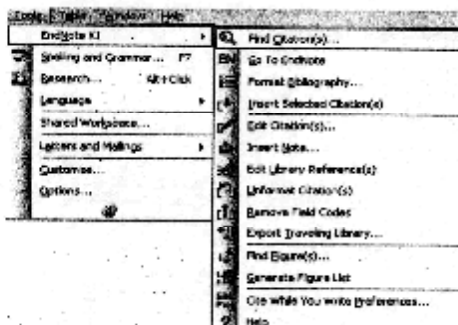 Tools Table Window Help
EndNote XI
Spelling and Grammar... F7
Research... Alt+Click
Language
Shared Workspace...
Letters and Mailings
Customize...
Options...
Find Citation(s)...
Go To EndNote
Format Bibliography...
Insert Selected Citation(s)
Edit Citation(s)...
Insert Note...
Edit Library Reference(s)
Unformat Citation(s)
Remove Field Codes
Export Traveling Library...
Find Figure(s)...
Generate Figure List
Cite While You Write Preferences...
Help